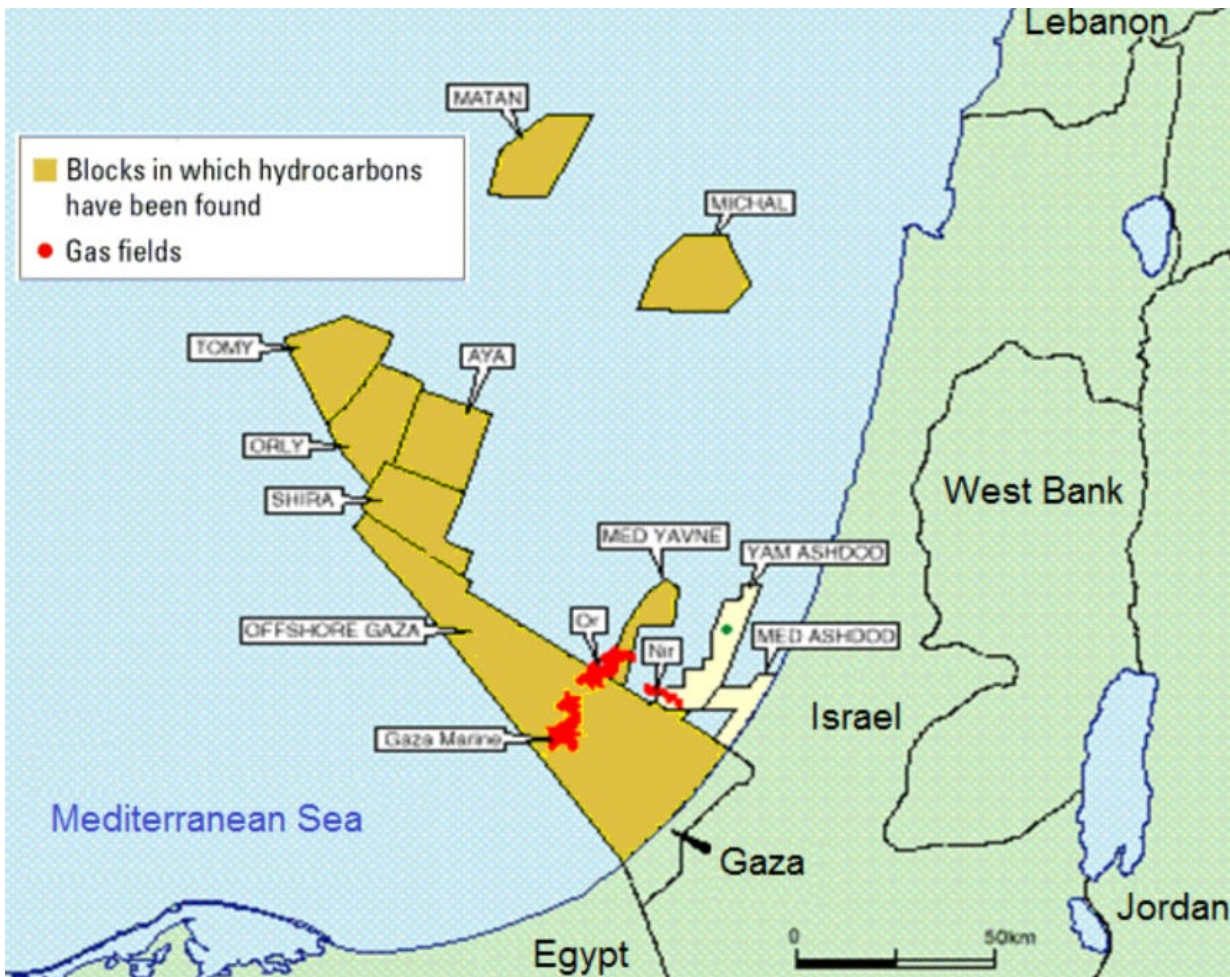 Lebanon
MATAN
Blocks in which hydrocarbons
have been found
Gas fields
MICHAL
TOMY
AYA
ORLY
SHIRA
West Bank
MED YAVNE
YAM ASHDOD
OFFSHORE GAZA
Or
Nir
MED ASHDOD
Israel
Gaza Marine
Mediterranean Sea
Gaza
Jordan
Egypt
0
50km